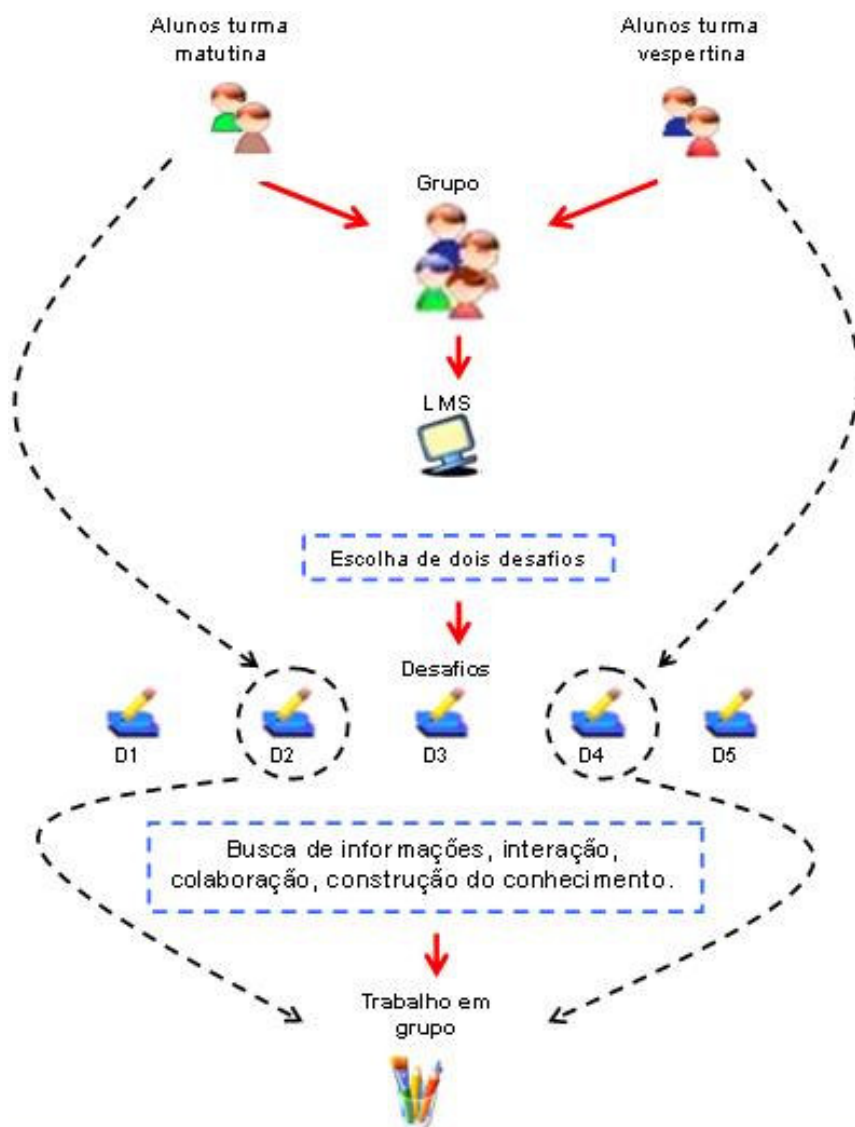 Alunos turma
matutina
Alunos turma
vespertina
Grupo
LMS
Escolha de dois desafios
Desafios
D1
D2
D3
D4
D5
Busca de informações, interação,
colaboração, construção do conhecimento.
Trabalho em
grupo